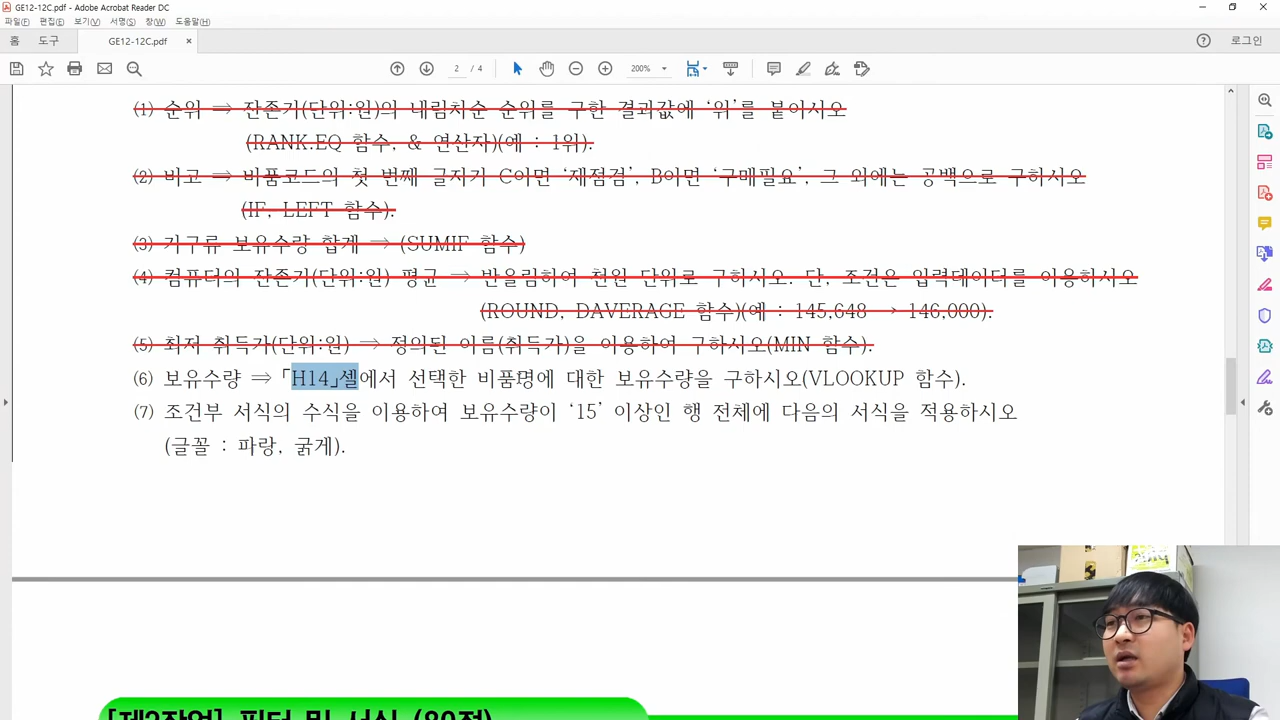 GE12-12C.pdf - Adobe Acrobat Reader DC
파일(F) 편집(E) 보기(V) 서명(S) 창(W) 도움말(H)
홈 도구 GE12-12C.pdf × 로그인
2 / 4 200%
(1) 순위 ⇒ 잔존가(단위:원)의 내림차순 순위를 구한 결과값에 ‘위’를 붙이시오
(RANK.EQ 함수, & 연산자)(예 : 1위).
(2) 비고 ⇒ 비품코드의 첫 번째 글자가 C이면 ‘재점검’, B이면 ‘구매필요’, 그 외에는 공백으로 구하시오
(IF, LEFT 함수).
(3) 가구류 보유수량 합계 ⇒ (SUMIF 함수)
(4) 컴퓨터의 잔존가(단위:원) 평균 ⇒ 반올림하여 천원 단위로 구하시오. 단, 조건은 입력데이터를 이용하시오
(ROUND, DAVERAGE 함수)(예 : 145,648 → 146,000).
(5) 최저 취득가(단위:원) ⇒ 정의된 이름(취득가)을 이용하여 구하시오(MIN 함수).
(6) 보유수량 ⇒ 「H14」셀에서 선택한 비품명에 대한 보유수량을 구하시오(VLOOKUP 함수).
(7) 조건부 서식의 수식을 이용하여 보유수량이 ‘15’ 이상인 행 전체에 다음의 서식을 적용하시오
(글꼴 : 파랑, 굵게).
[제2작업] 필터 및 서식 (80점)